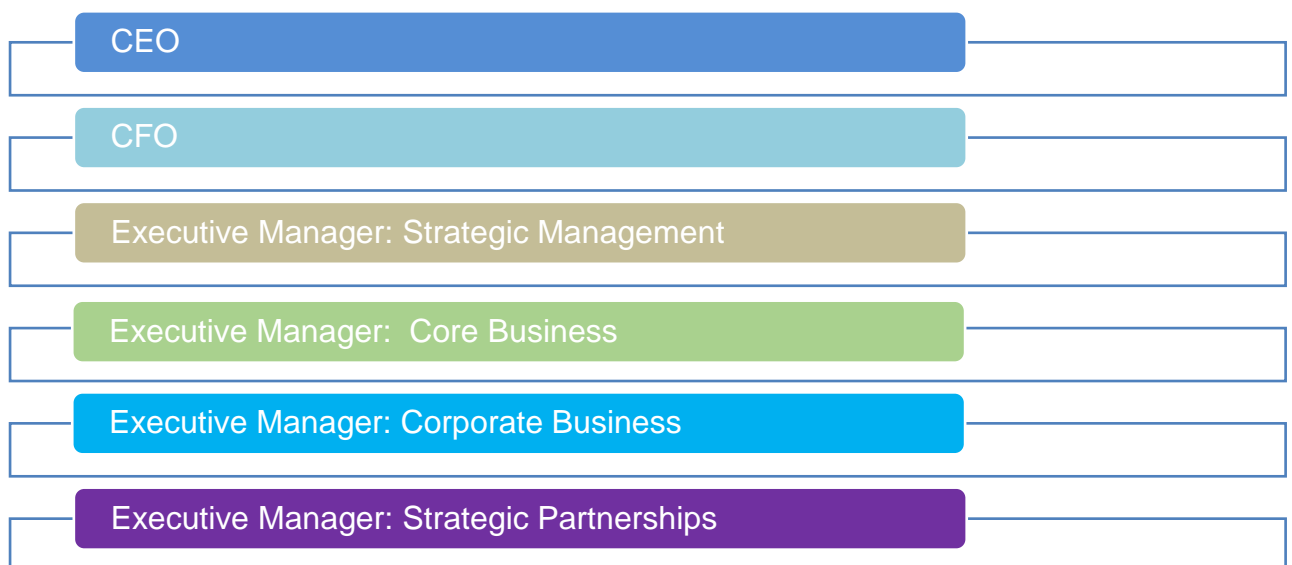 CEO
CFO
Executive Manager: Strategic Management
Executive Manager:  Core Business
Executive Manager: Corporate Business
Executive Manager: Strategic Partnerships